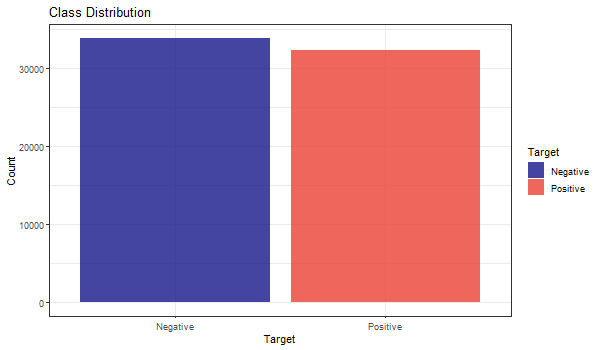 Class Distribution
30000
20000
10000
0
Count
Negative
Positive
Target
Target
Negative
Positive